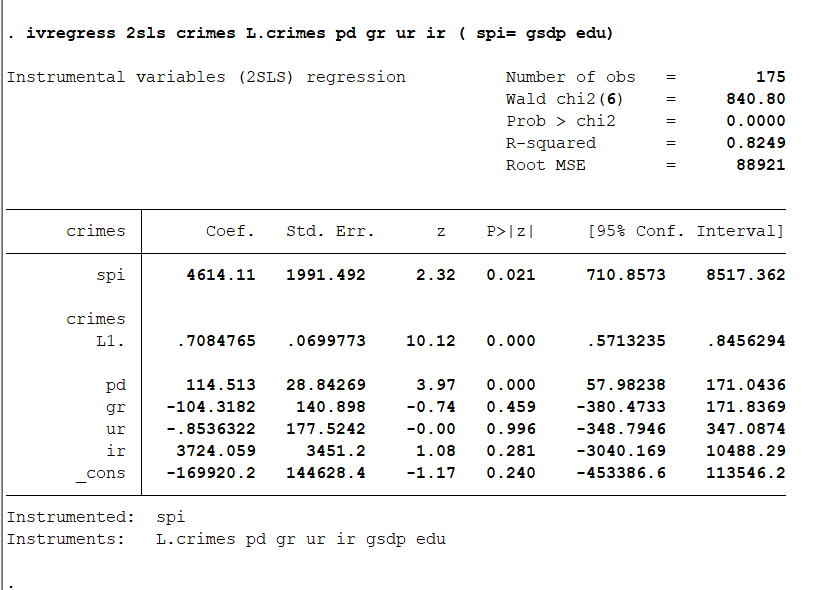 . ivregress 2sls crimes L.crimes pd gr ur ir ( spi= gsdp edu)
Instrumental variables (2SLS) regression Number of obs = 175
Wald chi2(6) = 840.80
Prob > chi2 = 0.0000
R-squared = 0.8249
Root MSE = 88921
crimes Coef. Std. Err. z P>|z| [95% Conf. Interval]
spi 4614.11 1991.492 2.32 0.021 710.8573 8517.362
crimes
L1. .7084765 .0699773 10.12 0.000 .5713235 .8456294
pd 114.513 28.84269 3.97 0.000 57.98238 171.0436
gr -104.3182 140.898 -0.74 0.459 -380.4733 171.8369
ur -.8536322 177.5242 -0.00 0.996 -348.7946 347.0874
ir 3724.059 3451.2 1.08 0.281 -3040.169 10488.29
_cons -169920.2 144628.4 -1.17 0.240 -453386.6 113546.2
Instrumented: spi
Instruments: L.crimes pd gr ur ir gsdp edu
.